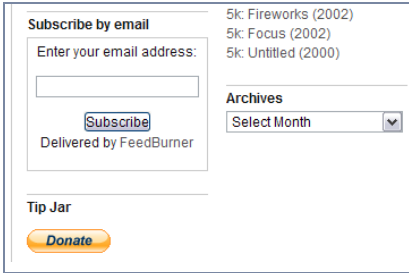 Subscribe by email
Enter your email address:
Subscribe
Delivered by FeedBurner
Tip Jar
Donate
5k: Fireworks (2002)
5k: Focus (2002)
5k: Untitled (2000)
Archives
Select Month